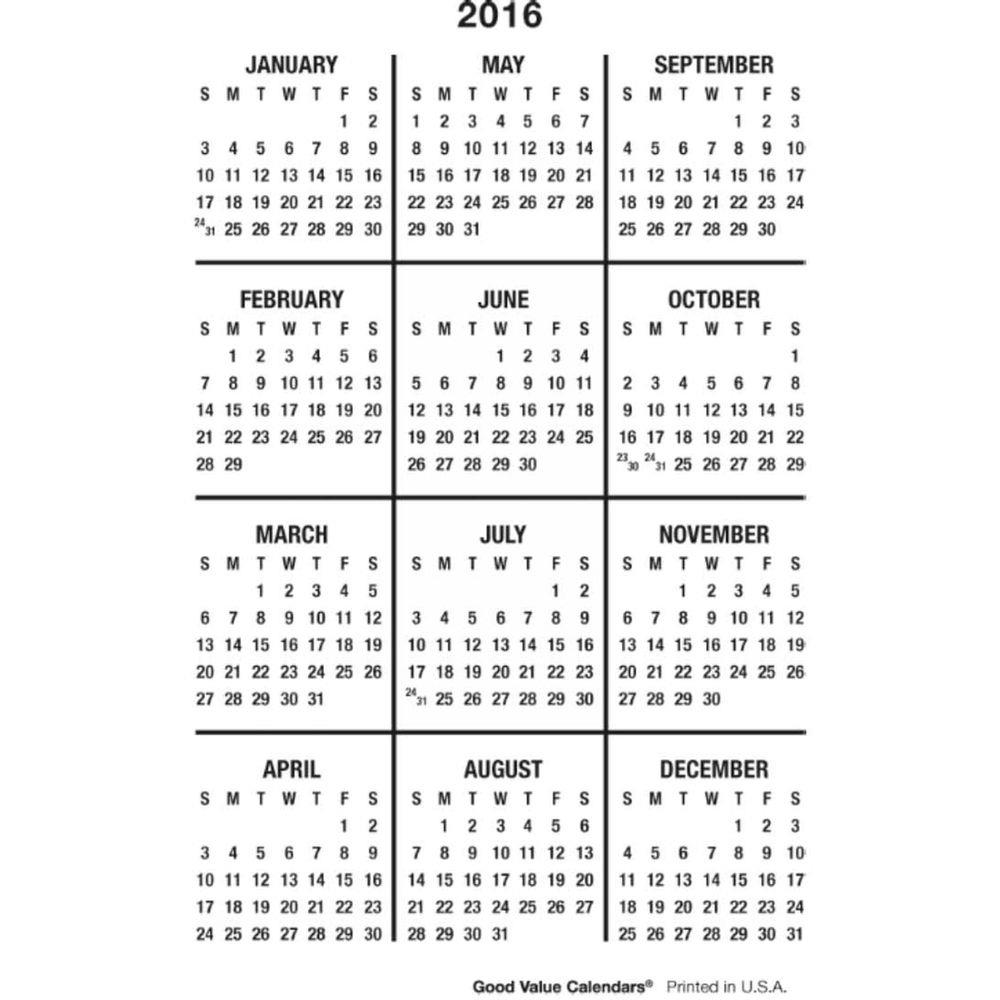 2016
JANUARY
S M T W T F S
1 2
3 4 5 6 7 8 9
10 11 12 13 14 15 16
17 18 19 20 21 22 23
24 31 25 26 27 28 29 30
MAY
S M T W T F S
1 2 3 4 5 6 7
8 9 10 11 12 13 14
15 16 17 18 19 20 21
22 23 24 25 26 27 28
29 30 31
SEPTEMBER
S M T W T F S
1 2 3
4 5 6 7 8 9 10
11 12 13 14 15 16 17
18 19 20 21 22 23 24
25 26 27 28 29 30
FEBRUARY
S M T W T F S
1 2 3 4 5 6
7 8 9 10 11 12 13
14 15 16 17 18 19 20
21 22 23 24 25 26 27
28 29
JUNE
S M T W T F S
1 2 3 4
5 6 7 8 9 10 11
12 13 14 15 16 17 18
19 20 21 22 23 24 25
26 27 28 29 30
OCTOBER
S M T W T F S
1
2 3 4 5 6 7 8
9 10 11 12 13 14 15
16 17 18 19 20 21 22
23 30 24 31 25 26 27 28 29
MARCH
S M T W T F S
1 2 3 4 5
6 7 8 9 10 11 12
13 14 15 16 17 18 19
20 21 22 23 24 25 26
27 28 29 30 31
JULY
S M T W T F S
1 2
3 4 5 6 7 8 9
10 11 12 13 14 15 16
17 18 19 20 21 22 23
24 31 25 26 27 28 29 30
NOVEMBER
S M T W T F S
1 2 3 4 5
6 7 8 9 10 11 12
13 14 15 16 17 18 19
20 21 22 23 24 25 26
27 28 29 30
APRIL
S M T W T F S
1 2
3 4 5 6 7 8 9
10 11 12 13 14 15 16
17 18 19 20 21 22 23
24 25 26 27 28 29 30
AUGUST
S M T W T F S
1 2 3 4 5 6
7 8 9 10 11 12 13
14 15 16 17 18 19 20
21 22 23 24 25 26 27
28 29 30 31
DECEMBER
S M T W T F S
1 2 3
4 5 6 7 8 9 10
11 12 13 14 15 16 17
18 19 20 21 22 23 24
25 26 27 28 29 30 31
Good Value Calendars® Printed in U.S.A.